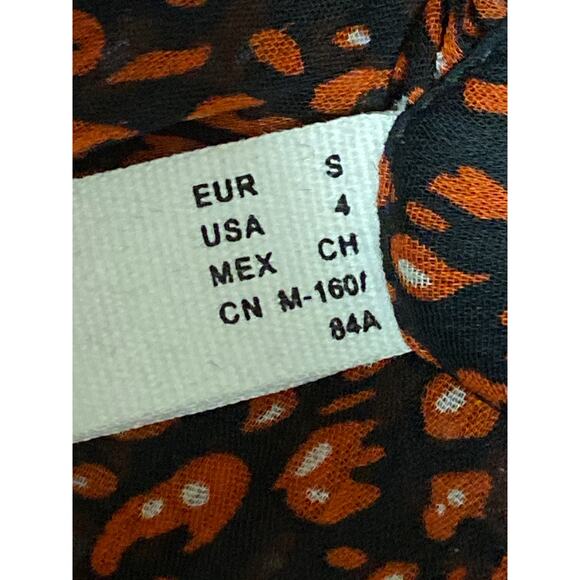 EUR S
USA 4
MEX CH
CN M-160/
84A